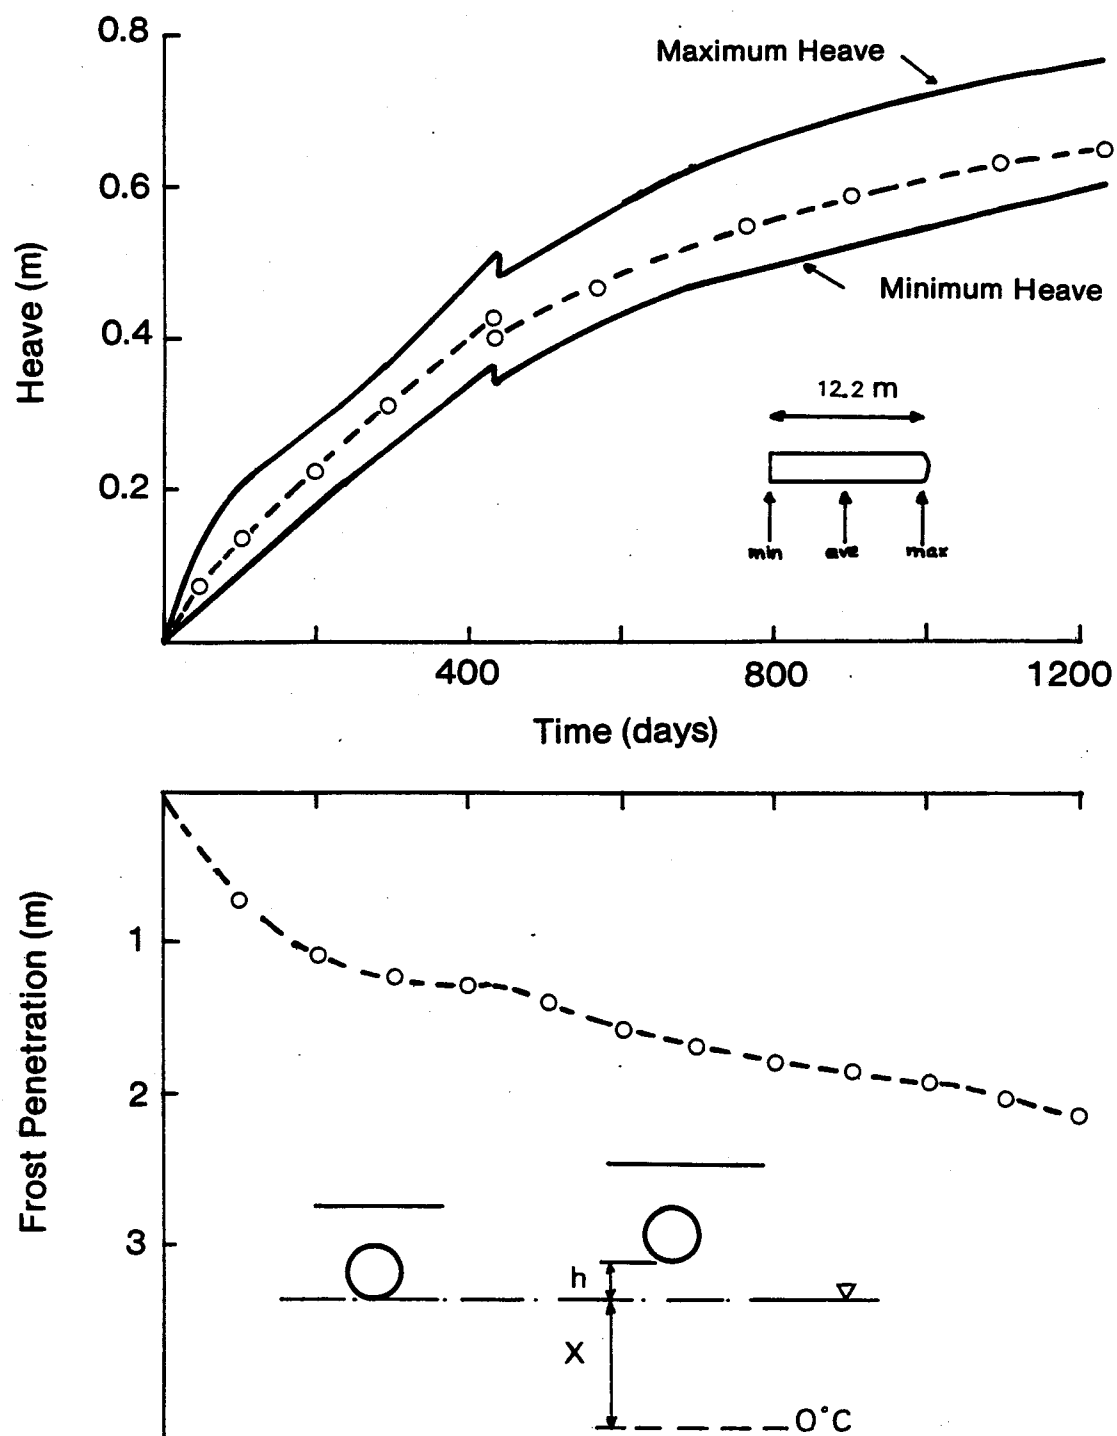 0.8
Maximum Heave
0.6
Heave (m)
Minimum Heave
0.4
12.2 m
0.2
min ave max
400 800 1200
Time (days)
Frost Penetration (m)
1
2
3
h
X
0°C